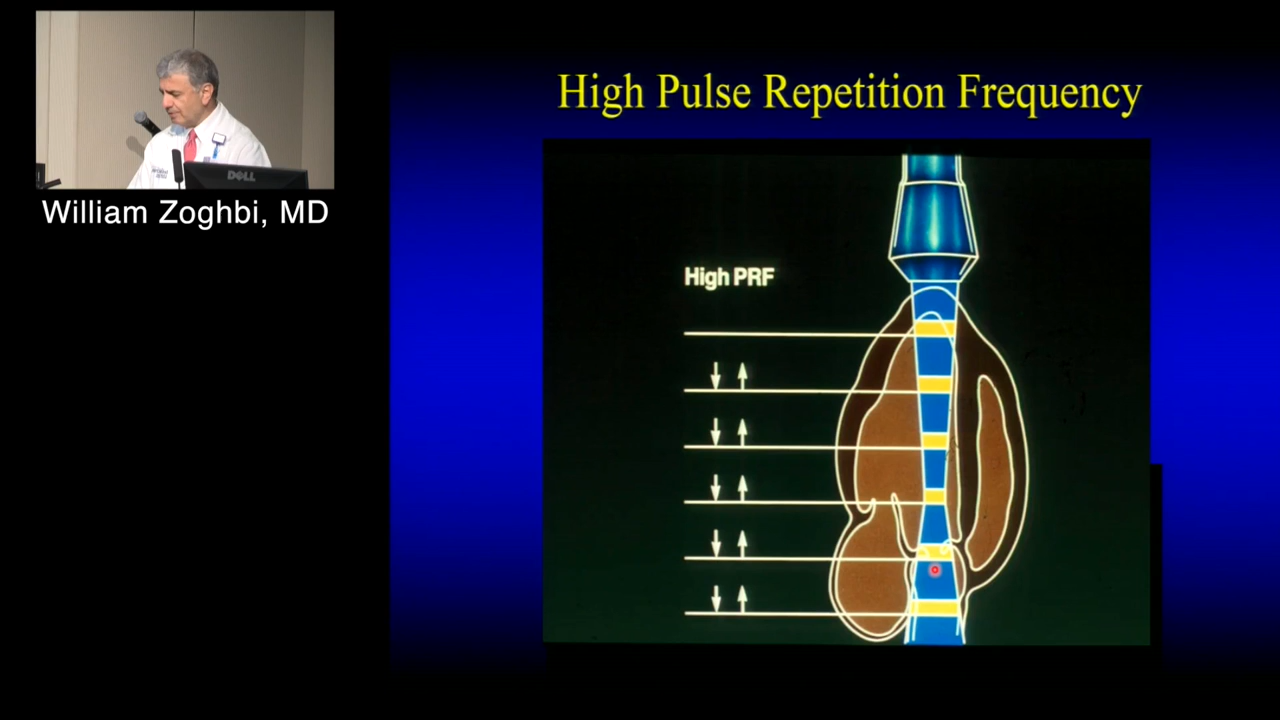 High Pulse Repetition Frequency
DELL
William Zoghbi, MD
High PRF